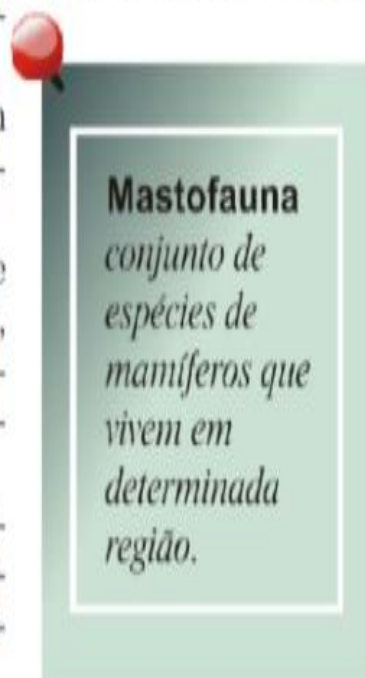 Mastofauna
conjunto de
espécies de
mamíferos que
vivem em
determinada
região.